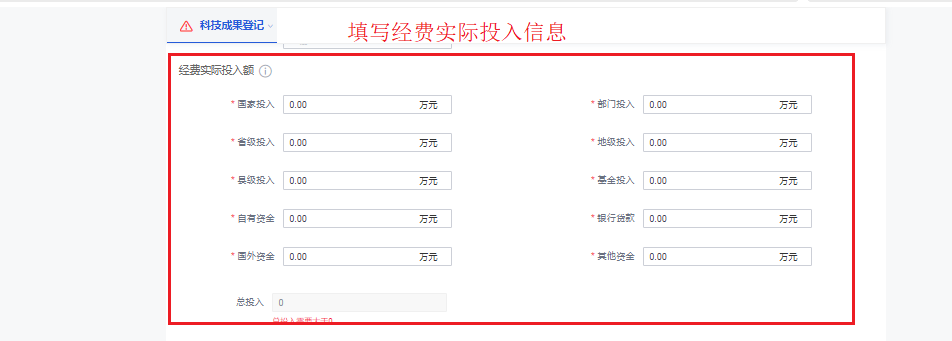 科技成果登记
填写经费实际投入信息
经费实际投入额
* 国家投入 0.00 万元 * 部门投入 0.00 万元
* 省级投入 0.00 万元 * 地级投入 0.00 万元
* 县级投入 0.00 万元 * 基金投入 0.00 万元
* 自有资金 0.00 万元 * 银行贷款 0.00 万元
* 国外资金 0.00 万元 * 其他资金 0.00 万元
总投入 0
总投入需要大于0